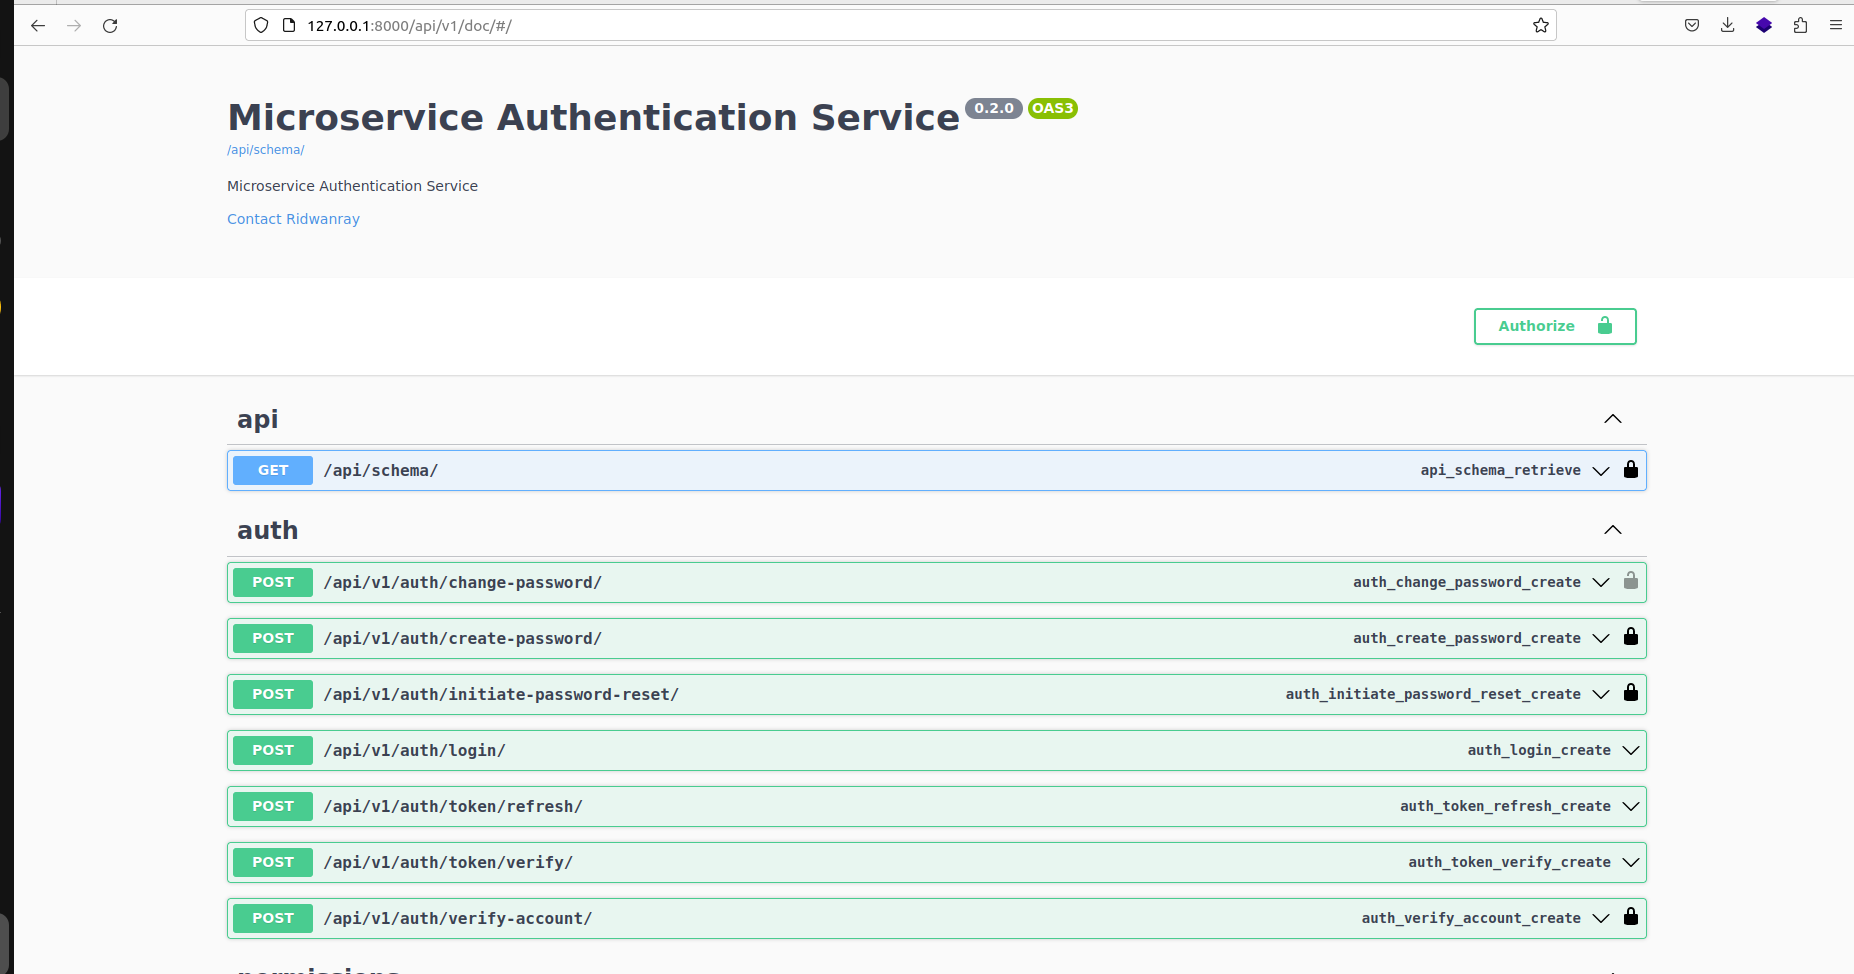 127.0.0.1:8000/api/v1/doc/#/
Microservice Authentication Service 0.2.0 OAS3
/api/schema/
Microservice Authentication Service
Contact Ridwanray
Authorize
api
GET /api/schema/ api_schema_retrieve
auth
POST /api/v1/auth/change-password/ auth_change_password_create
POST /api/v1/auth/create-password/ auth_create_password_create
POST /api/v1/auth/initiate-password-reset/ auth_initiate_password_reset_create
POST /api/v1/auth/login/ auth_login_create
POST /api/v1/auth/token/refresh/ auth_token_refresh_create
POST /api/v1/auth/token/verify/ auth_token_verify_create
POST /api/v1/auth/verify-account/ auth_verify_account_create
permissions